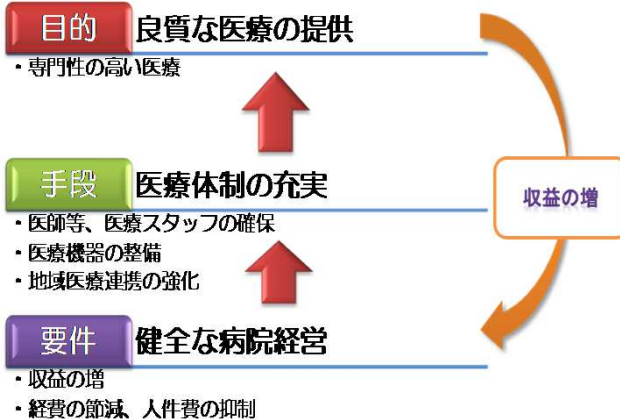 目的 良質な医療の提供
・専門性の高い医療
手段 医療体制の充実
・医師等、医療スタッフの確保
・医療機器の整備
・地域医療連携の強化
収益の増
要件 健全な病院経営
・収益の増
・経費の節減、人件費の抑制